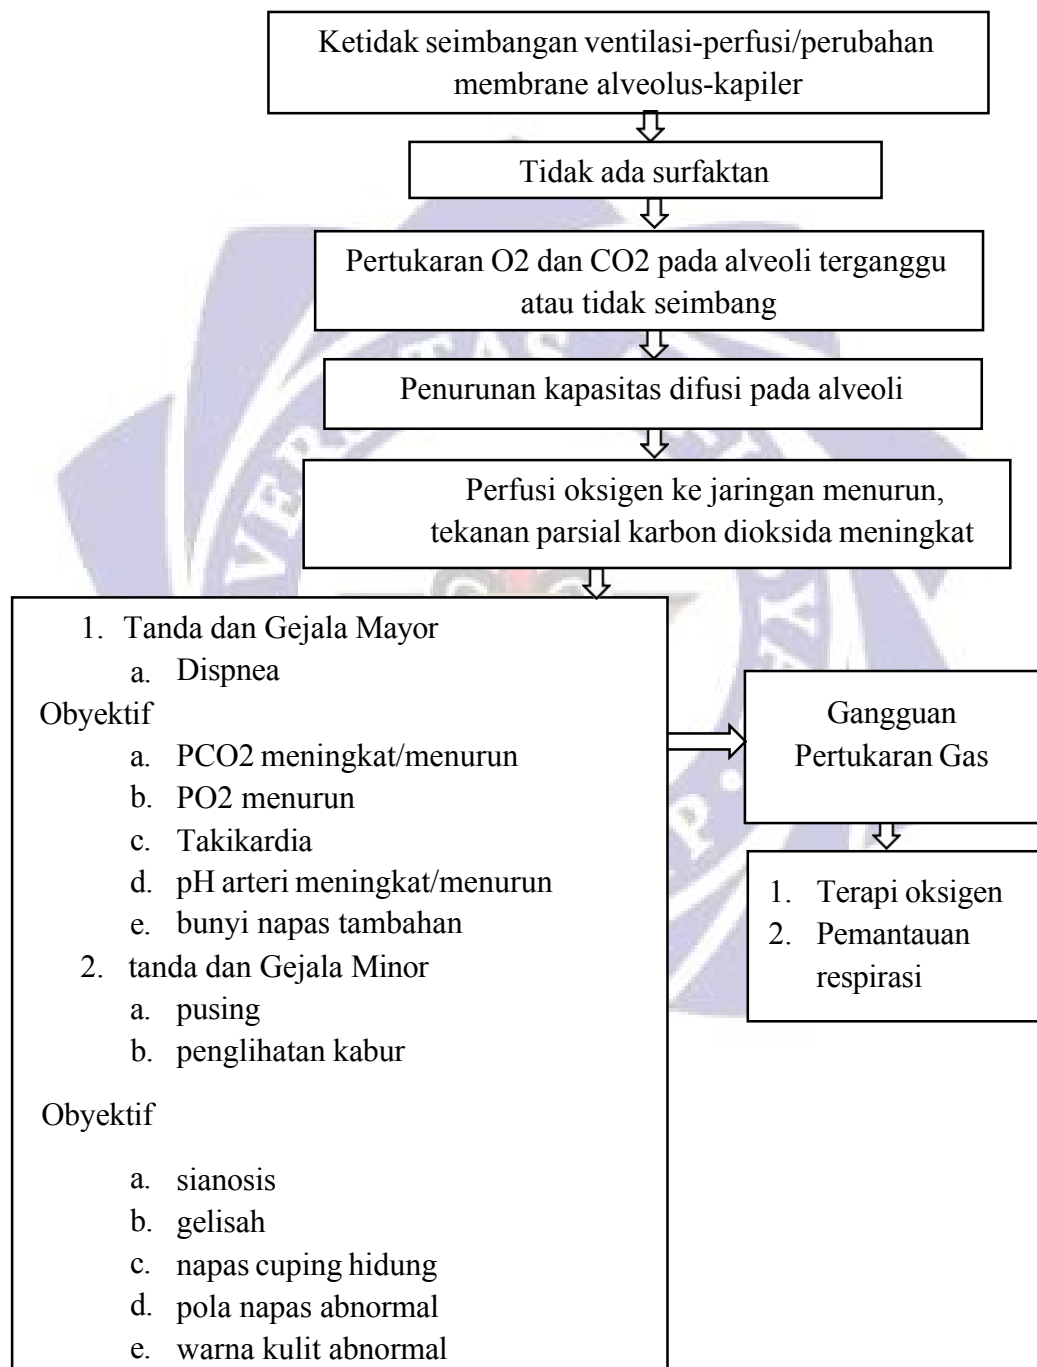 Ketidak seimbangan ventilasi-perfusi/perubahan
membrane alveolus-kapiler
Tidak ada surfaktan
Pertukaran O2 dan CO2 pada alveoli terganggu
atau tidak seimbang
Penurunan kapasitas difusi pada alveoli
Perfusi oksigen ke jaringan menurun,
tekanan parsial karbon dioksida meningkat
1. Tanda dan Gejala Mayor
a. Dispnea
Obyektif
a. PCO2 meningkat/menurun
b. PO2 menurun
c. Takikardia
d. pH arteri meningkat/menurun
e. bunyi napas tambahan
2. tanda dan Gejala Minor
a. pusing
b. penglihatan kabur
Obyektif
a. sianosis
b. gelisah
c. napas cuping hidung
d. pola napas abnormal
e. warna kulit abnormal
Gangguan
Pertukaran Gas
1. Terapi oksigen
2. Pemantauan
respirasi